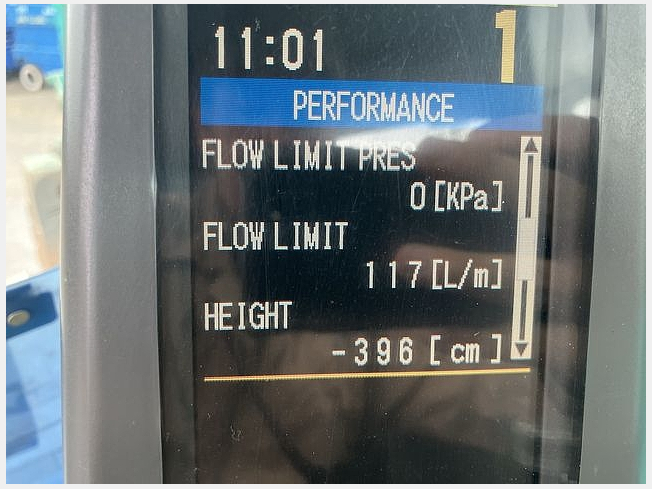 11:01 1
PERFORMANCE
FLOW LIMIT PRES
0[KPa]
FLOW LIMIT
117[L/m]
HEIGHT
-396[cm]